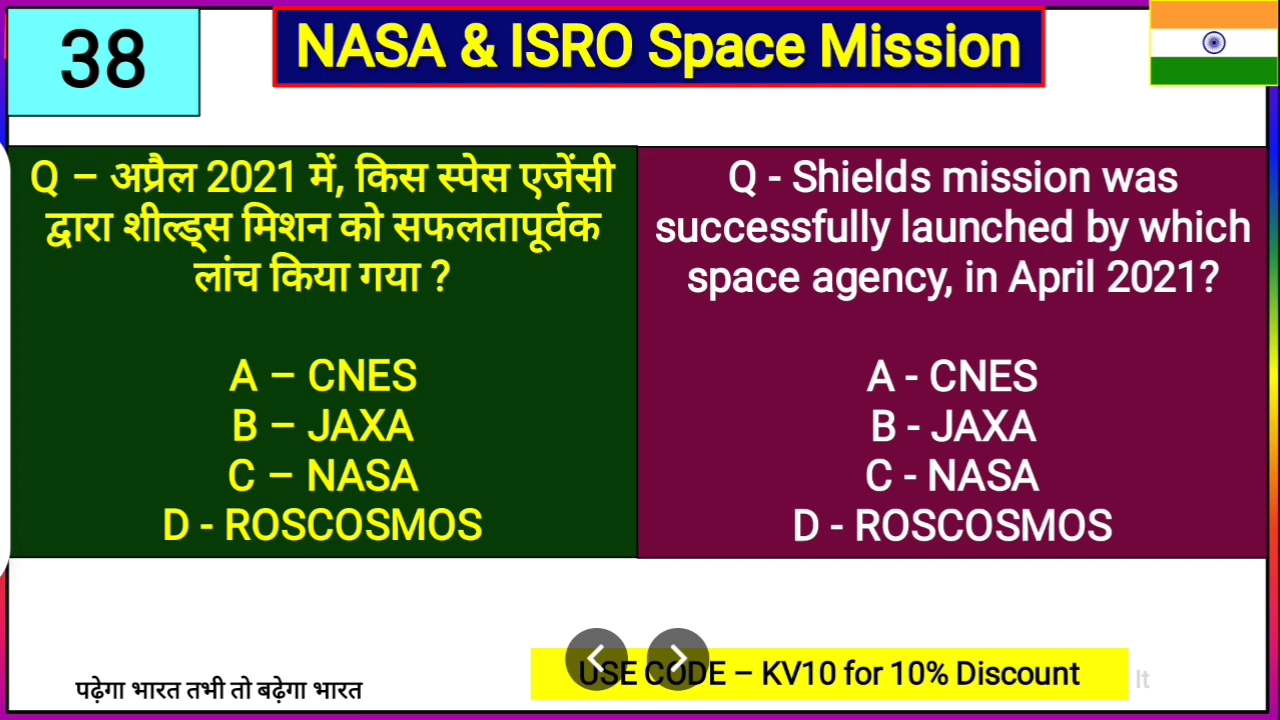 38
NASA & ISRO Space Mission
Q – अप्रैल 2021 में, किस स्पेस एजेंसी
द्वारा शील्ड्स मिशन को सफलतापूर्वक
लांच किया गया ?
A – CNES
B – JAXA
C – NASA
D - ROSCOSMOS
Q - Shields mission was
successfully launched by which
space agency, in April 2021?
A - CNES
B - JAXA
C - NASA
D - ROSCOSMOS
पढ़ेगा भारत तभी तो बढ़ेगा भारत
USE CODE – KV10 for 10% Discount
lt